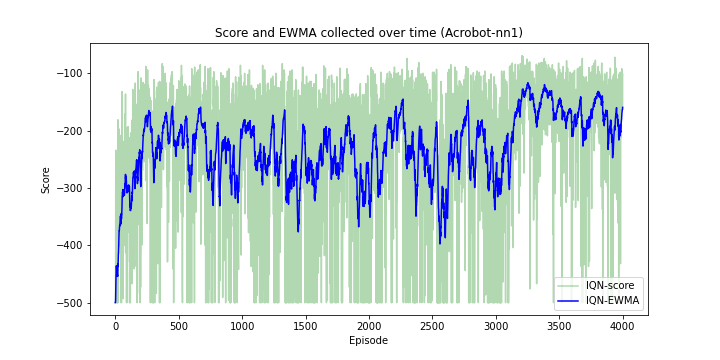 Score and EWMA collected over time (Acrobot-nn1)
Score
−100
−200
−300
−400
−500
0
500
1000
1500
2000
2500
3000
3500
4000
Episode
IQN-score
IQN-EWMA